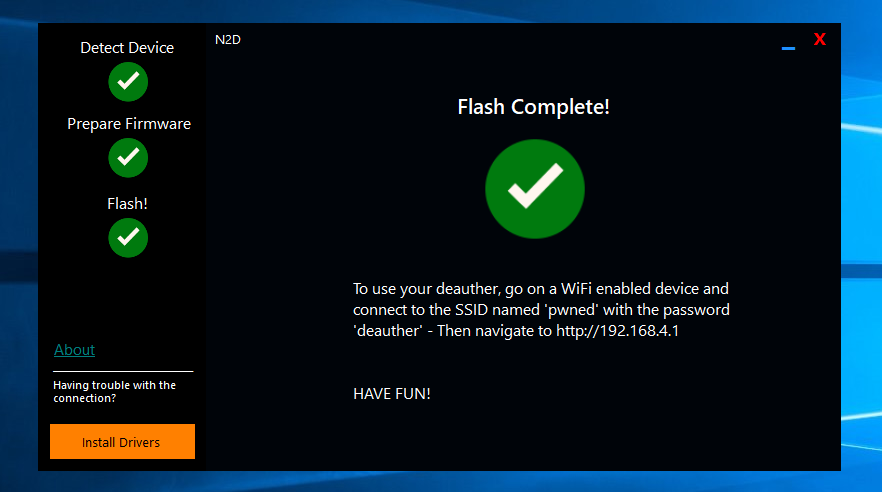 N2D
X
Detect Device
Prepare Firmware
Flash!
About
Having trouble with the
connection?
Install Drivers
Flash Complete!
To use your deauther, go on a WiFi enabled device and
connect to the SSID named 'pwned' with the password
'deauther' - Then navigate to http://192.168.4.1
HAVE FUN!